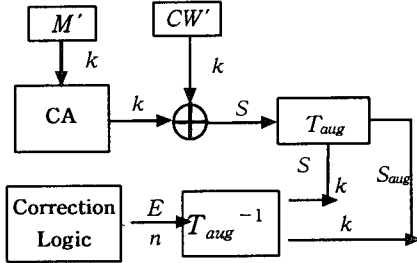 M'
CW'
k
k
CA
k
S
T_aug
S
S_aug
k
Correction
Logic
E
n
T_aug^-1
k